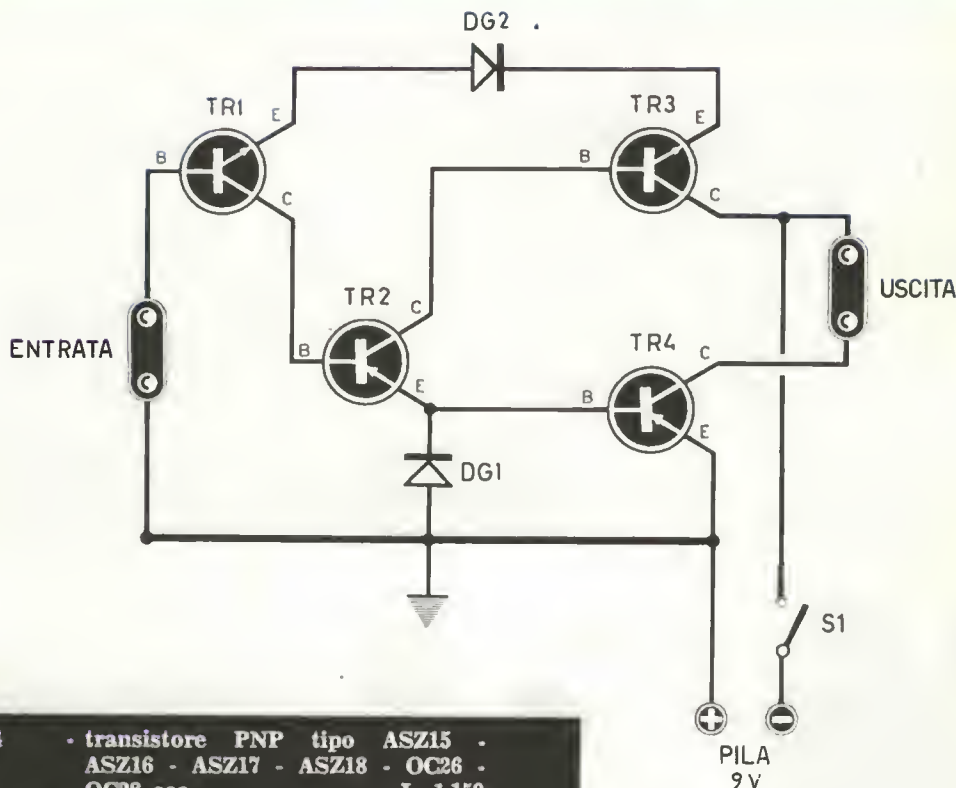 DG2
TR1
E
TR3
E
B
B
C
C
TR2
C
USCITA
ENTRATA
B
TR4
C
E
B
E
DG1
S1
+
-
PILA
9 V
- transistore PNP tipo ASZ15 -
ASZ16 - ASZ17 - ASZ18 - OC26 -